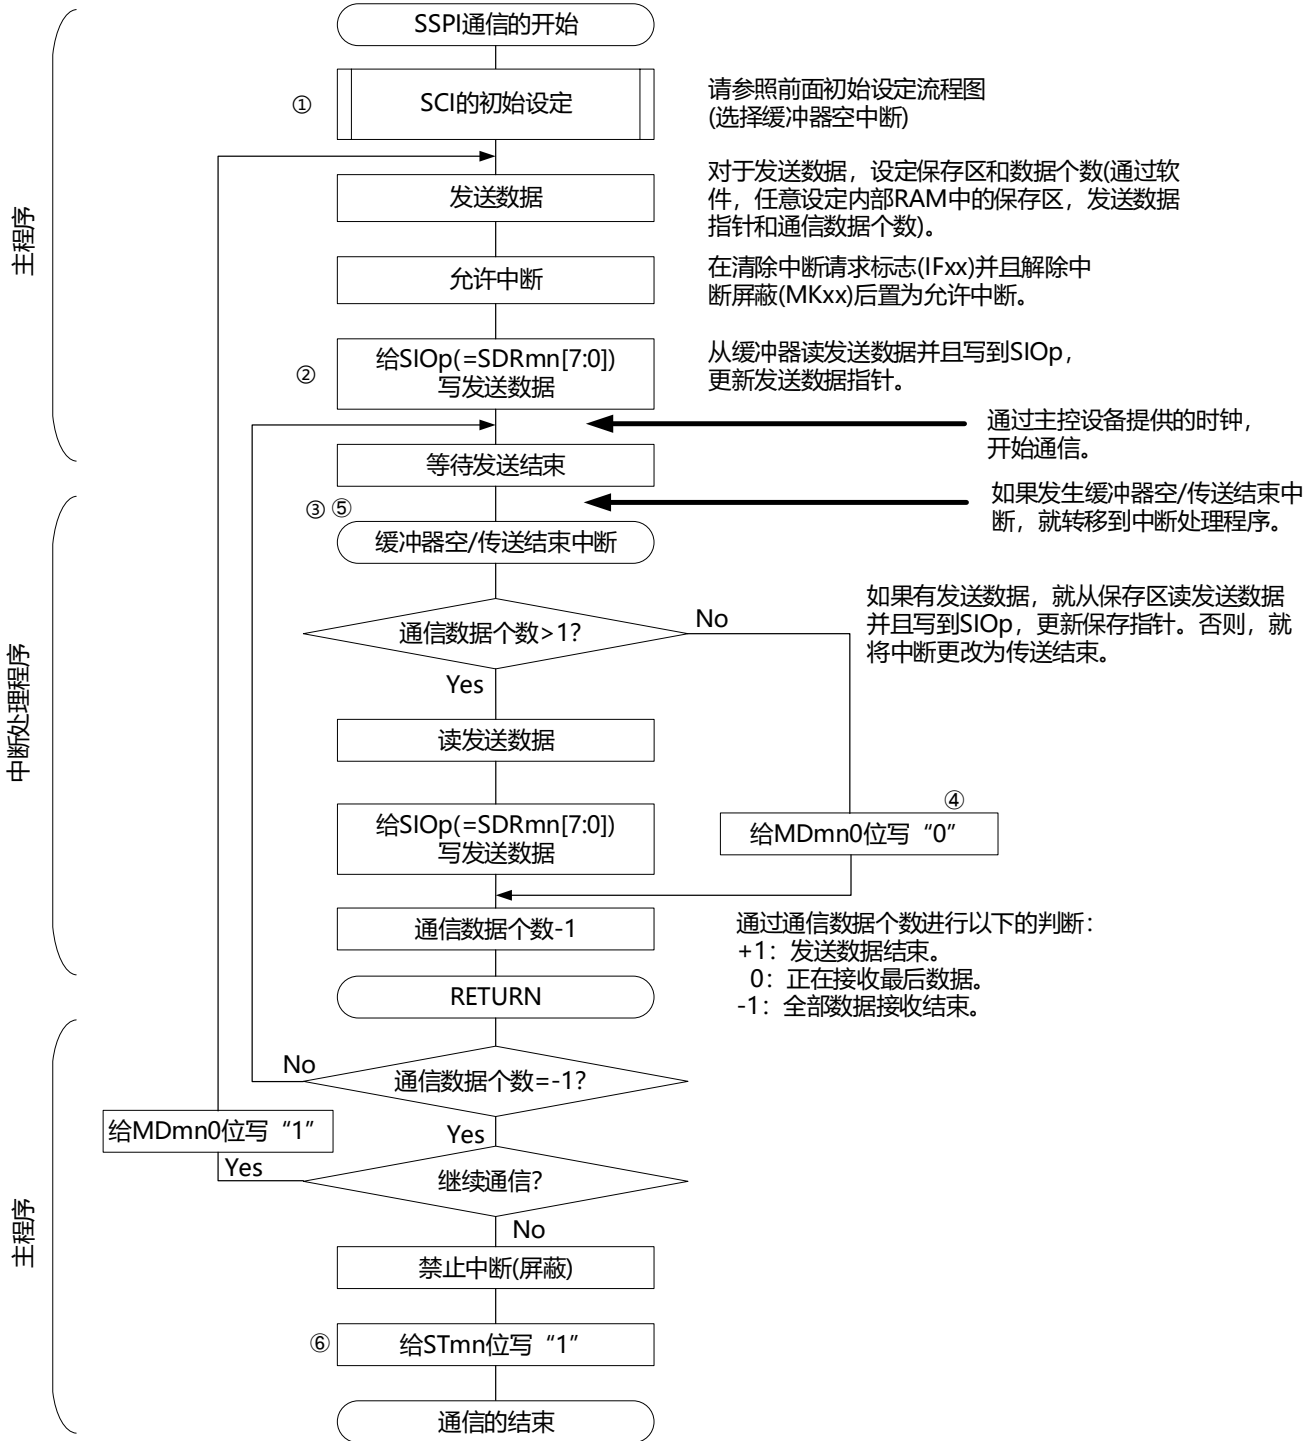 SSPI通信的开始
①
SCI的初始设定
请参照前面初始设定流程图
(选择缓冲器空中断)
发送数据
对于发送数据，设定保存区和数据个数(通过软
件，任意设定内部RAM中的保存区，发送数据
指针和通信数据个数)。
主程序
允许中断
在清除中断请求标志(IFxx)并且解除中
断屏蔽(MKxx)后置为允许中断。
②
给SIOp(=SDRmn[7:0])
写发送数据
从缓冲器读发送数据并且写到SIOp，
更新发送数据指针。
通过主控设备提供的时钟，
开始通信。
等待发送结束
如果发生缓冲器空/传送结束中
断，就转移到中断处理程序。
③ ⑤
缓冲器空/传送结束中断
如果有发送数据，就从保存区读发送数据
并且写到SIOp，更新保存指针。否则，就
将中断更改为传送结束。
通信数据个数>1?
No
Yes
中断处理程序
读发送数据
④
给SIOp(=SDRmn[7:0])
写发送数据
给MDmn0位写“0”
通信数据个数-1
通过通信数据个数进行以下的判断：
+1：发送数据结束。
0：正在接收最后数据。
-1：全部数据接收结束。
RETURN
No
通信数据个数=-1?
给MDmn0位写“1”
Yes
Yes
继续通信?
主程序
No
禁止中断(屏蔽)
⑥
给STmn位写“1”
通信的结束